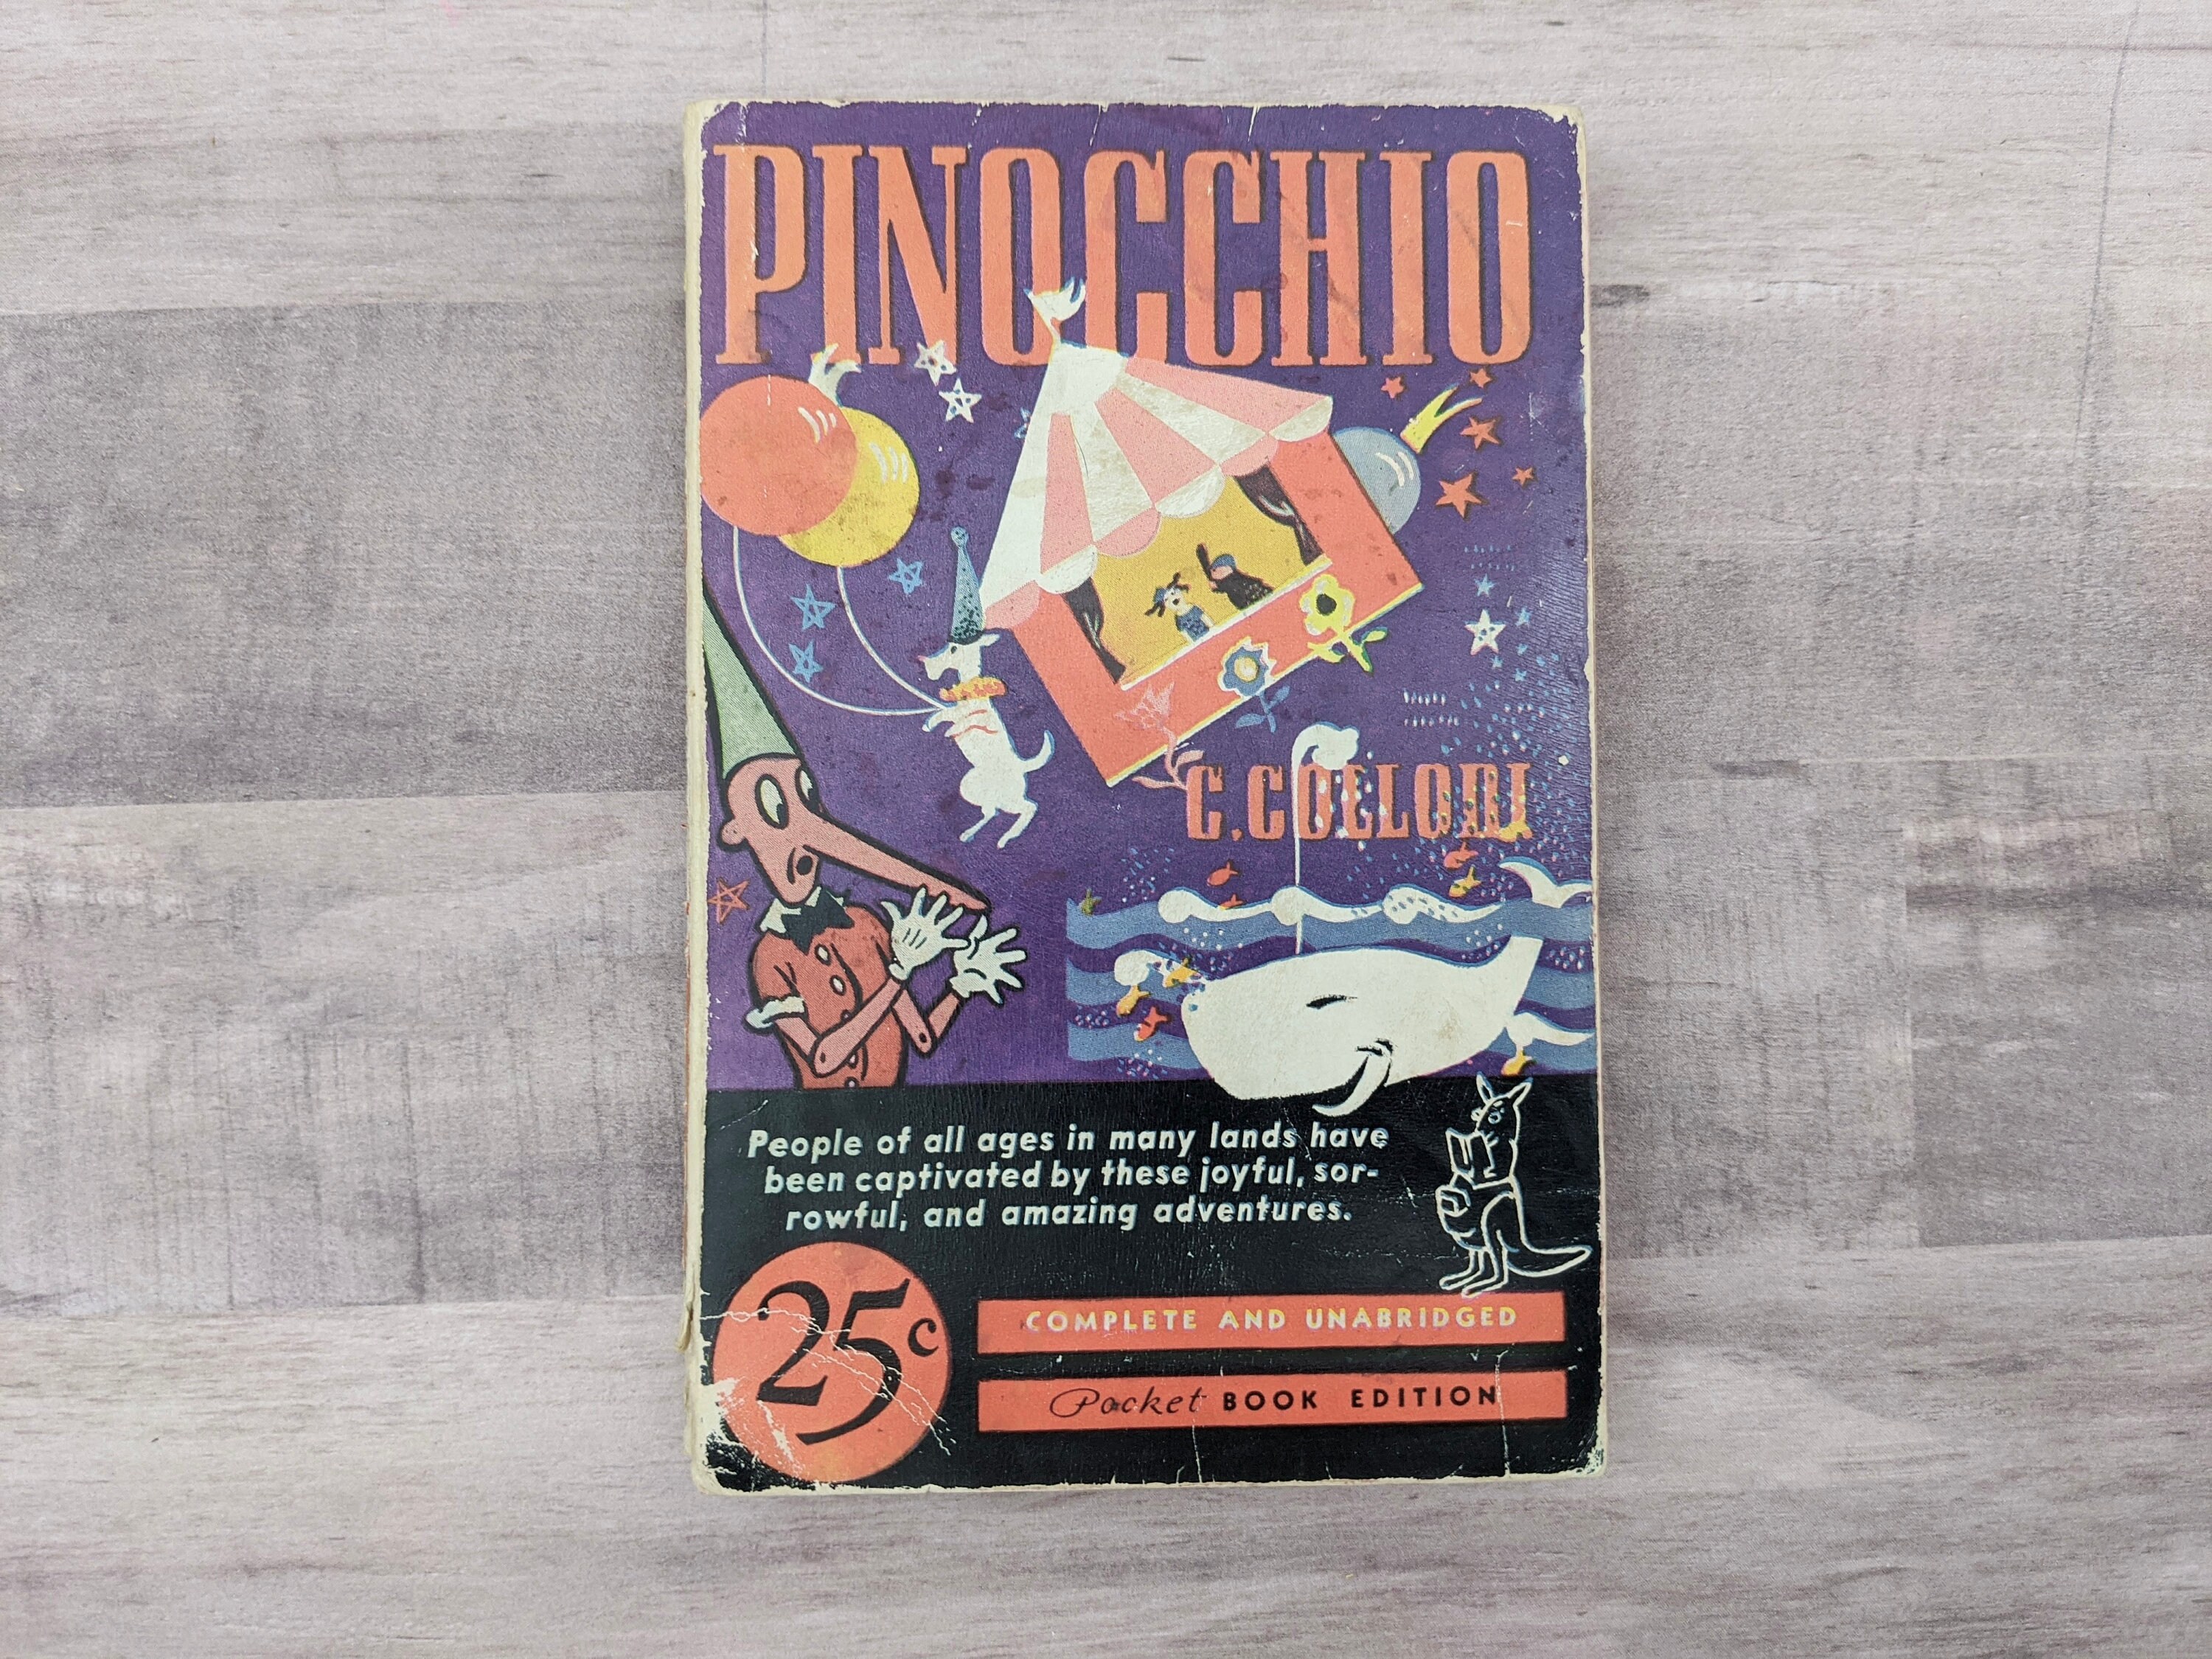 PINOCCHIO
C. COLLODI
People of all ages in many lands have
been captivated by these joyful, sor-
rowful, and amazing adventures.
25c
COMPLETE AND UNABRIDGED
Pocket BOOK EDITION